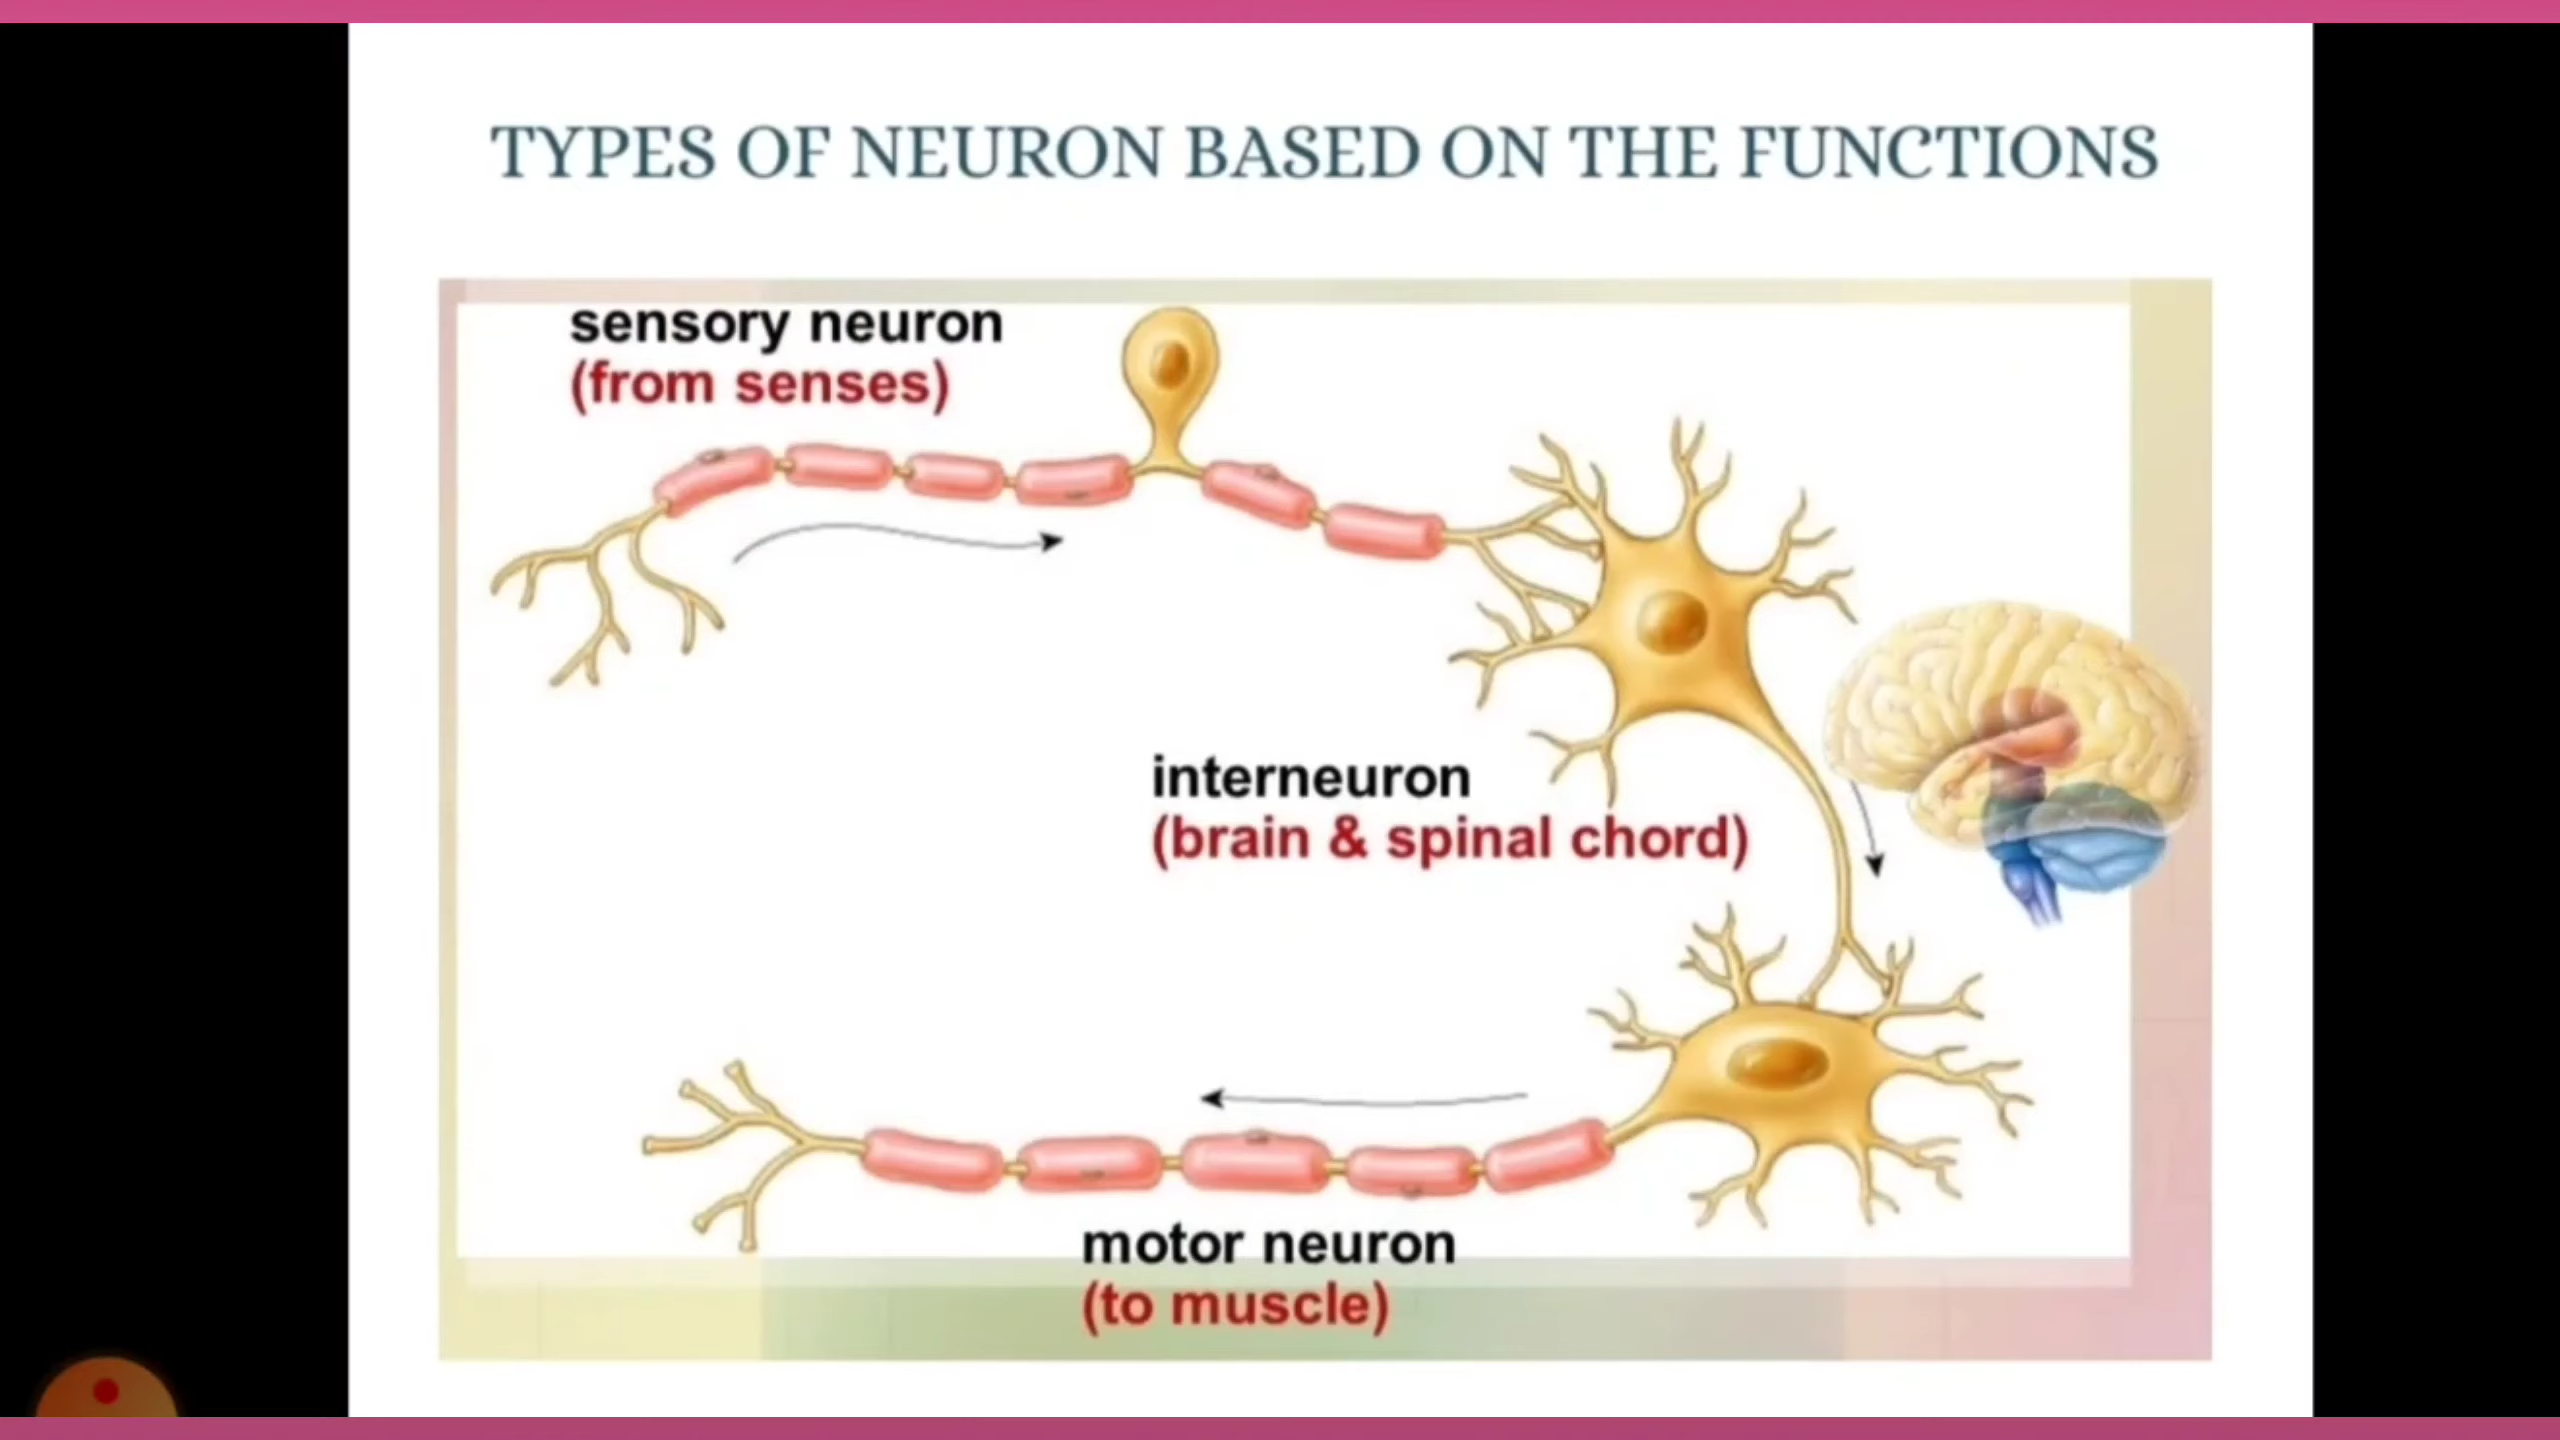 TYPES OF NEURON BASED ON THE FUNCTIONS
sensory neuron
(from senses)
interneuron
(brain & spinal chord)
motor neuron
(to muscle)